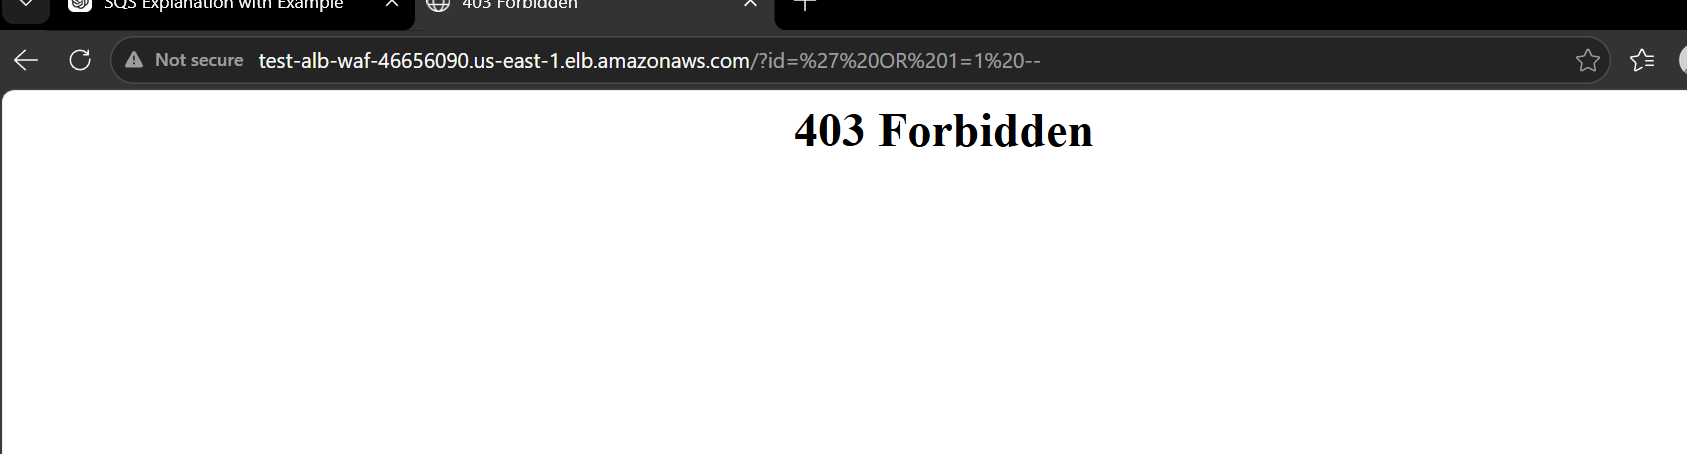 SQS Explanation with Example
403 Forbidden
Not secure test-alb-waf-46656090.us-east-1.elb.amazonaws.com/?id=%27%20OR%201=1%20--
403 Forbidden